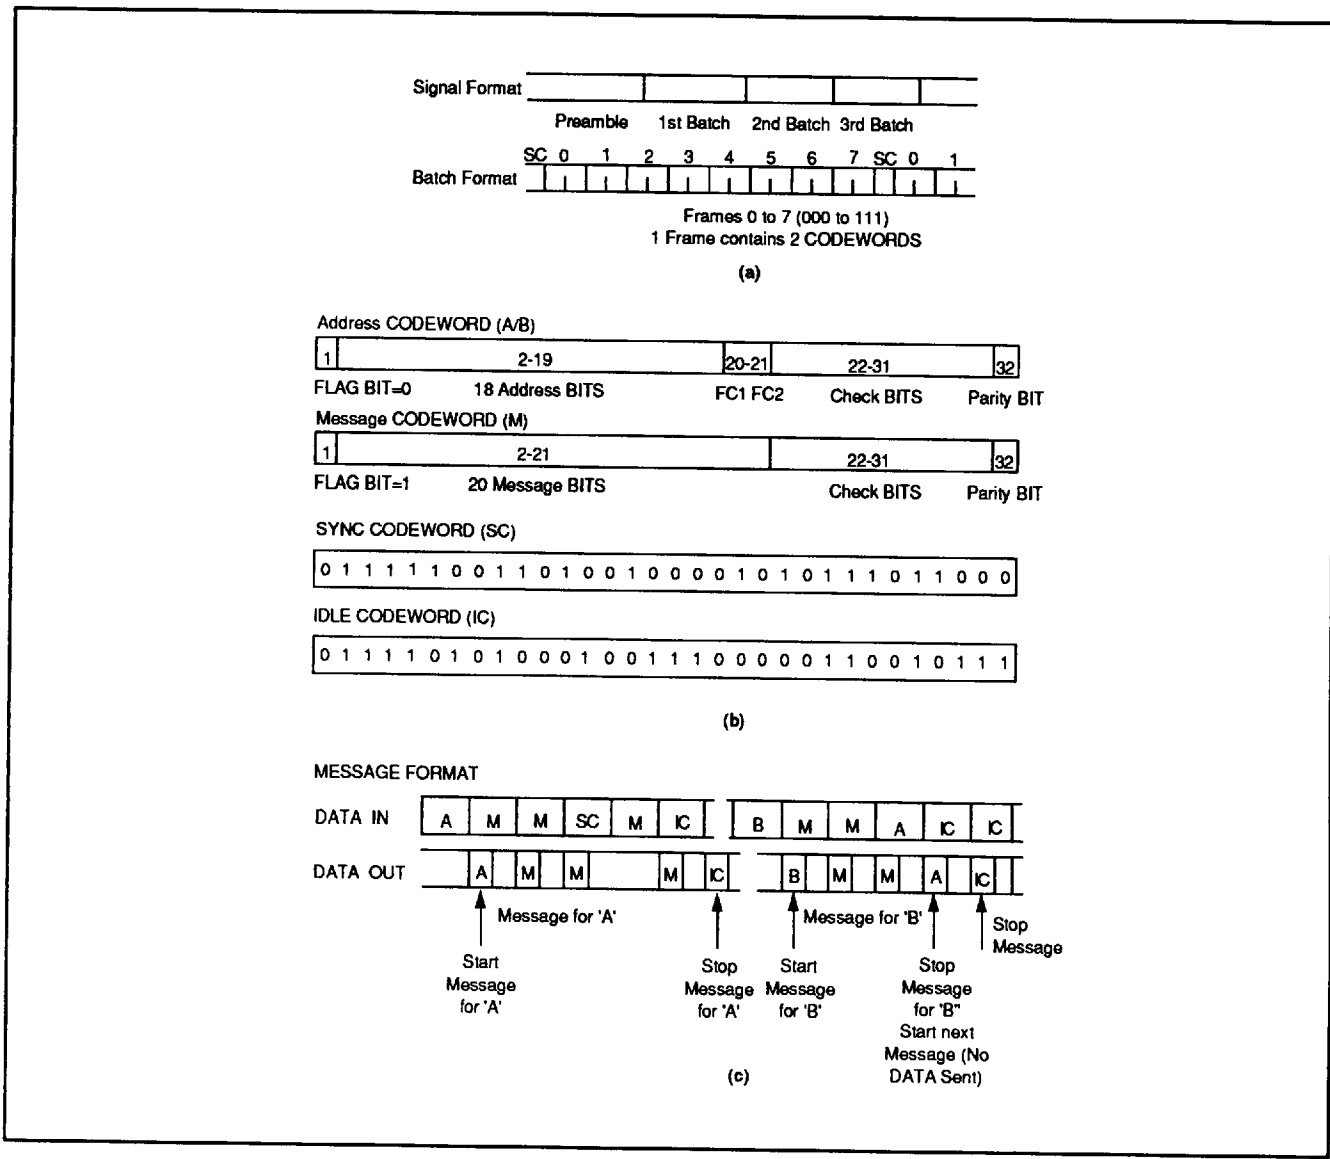 Signal Format
Preamble 1st Batch 2nd Batch 3rd Batch
SC 0 1 2 3 4 5 6 7 SC 0 1
Batch Format
Frames 0 to 7 (000 to 111)
1 Frame contains 2 CODEWORDS
(a)
Address CODEWORD (A/B)
1 2-19 20-21 22-31 32
FLAG BIT=0 18 Address BITS FC1 FC2 Check BITS Parity BIT
Message CODEWORD (M)
1 2-21 22-31 32
FLAG BIT=1 20 Message BITS Check BITS Parity BIT
SYNC CODEWORD (SC)
0 1 1 1 1 1 0 0 1 1 0 1 0 0 1 0 0 0 0 1 0 1 0 1 1 1 0 1 1 0 0 0
IDLE CODEWORD (IC)
0 1 1 1 1 0 1 0 1 0 0 0 1 0 0 1 1 1 0 0 0 0 0 1 1 0 0 1 0 1 1 1
(b)
MESSAGE FORMAT
DATA IN A M M SC M IC B M M A IC IC
DATA OUT A M M M IC B M M A IC
Message for 'A' Message for 'B'
Start
Message
for 'A'
Stop
Message
for 'A'
Start
Message
for 'B'
Stop
Message
for 'B"
Start next
Message (No
DATA Sent)
Stop
Message
(c)